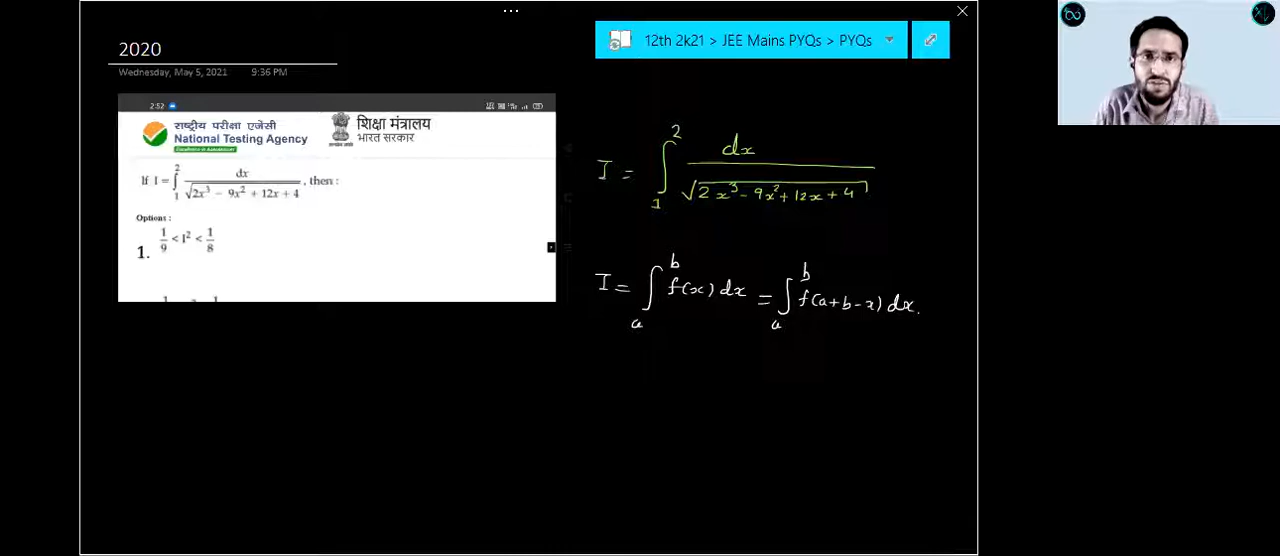 2020
Wednesday, May 5, 2021 9:36 PM
12th 2k21 > JEE Mains PYQs > PYQs
2:52
राष्ट्रीय परीक्षा एजेंसी
National Testing Agency
शिक्षा मंत्रालय
भारत सरकार
If I = ∫₁² dx / √(2x³ − 9x² + 12x + 4) , then :
Options :
1. 1/9 < I² < 1/8
I = ∫₁² dx / √(2x³ − 9x² + 12x + 4)
I = ∫ₐᵇ f(x) dx = ∫ₐᵇ f(a+b−x) dx.